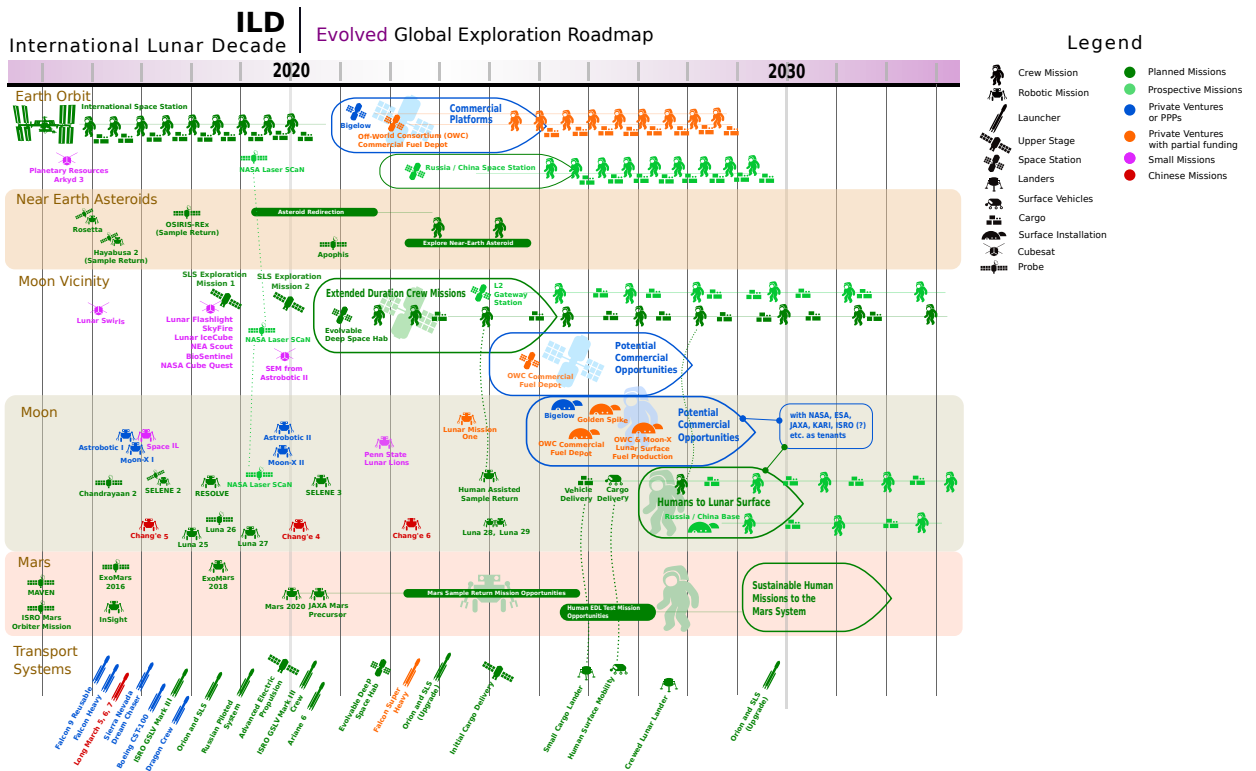 ILD
International Lunar Decade
Evolved Global Exploration Roadmap
2020
2030
Earth Orbit
International Space Station
Planetary Resources
Arkyd 3
NASA Laser SCaN
Bigelow
Commercial
Platforms
Off-World Consortium (OWC)
Commercial Fuel Depot
Russia / China Space Station
Near Earth Asteroids
Rosetta
Hayabusa 2
(Sample Return)
OSIRIS-REx
(Sample Return)
Asteroid Redirection
Apophis
Explore Near-Earth Asteroid
Moon Vicinity
Lunar Swirls
SLS Exploration
Mission 1
SLS Exploration
Mission 2
Lunar Flashlight
SkyFire
Lunar IceCube
NEA Scout
BioSentinel
NASA Cube Quest
NASA Laser SCaN
SEM from
Astrobotic II
Extended Duration Crew Missions
Evolvable
Deep Space Hab
L2
Gateway
Station
OWC Commercial
Fuel Depot
Potential
Commercial
Opportunities
Moon
Astrobotic I
Space IL
Moon-X I
Astrobotic II
Moon-X II
Penn State
Lunar Lions
Lunar Mission
One
Bigelow
Golden Spike
OWC Commercial
Fuel Depot
OWC & Moon-X
Lunar Surface
Fuel Production
Potential
Commercial
Opportunities
with NASA, ESA,
JAXA, KARI, ISRO (?)
etc. as tenants
Chandrayaan 2
SELENE 2
RESOLVE
NASA Laser SCaN
SELENE 3
Human Assisted
Sample Return
Vehicle
Delivery
Cargo
Delivery
Humans to Lunar Surface
Russia / China Base
Chang'e 5
Luna 25
Luna 26
Luna 27
Chang'e 4
Chang'e 6
Luna 28, Luna 29
Mars
MAVEN
ISRO Mars
Orbiter Mission
ExoMars
2016
InSight
ExoMars
2018
Mars 2020
JAXA Mars
Precursor
Mars Sample Return Mission Opportunities
Human EDL Test Mission
Opportunities
Sustainable Human
Missions to the
Mars System
Transport
Systems
Falcon 9 Reusable
Falcon Heavy
Long March 5, 6, 7
Sierra Nevada
Dream Chaser
Boeing CST-100
ISRO GSLV Mark III
Dragon Crew
Orion and SLS
Russian Piloted
System
Advanced Electric
Propulsion
ISRO GSLV Mark III
Crew
Ariane 6
Evolvable Deep
Space Hab
Falcon Super
Heavy
Orion and SLS
(Upgrade)
Initial Cargo Delivery
Small Cargo Lander
Human Surface Mobility
Crewed Lunar Lander
Orion and SLS
(Upgrade)
Legend
Crew Mission
Robotic Mission
Launcher
Upper Stage
Space Station
Landers
Surface Vehicles
Cargo
Surface Installation
Cubesat
Probe
Planned Missions
Prospective Missions
Private Ventures
or PPPs
Private Ventures
with partial funding
Small Missions
Chinese Missions